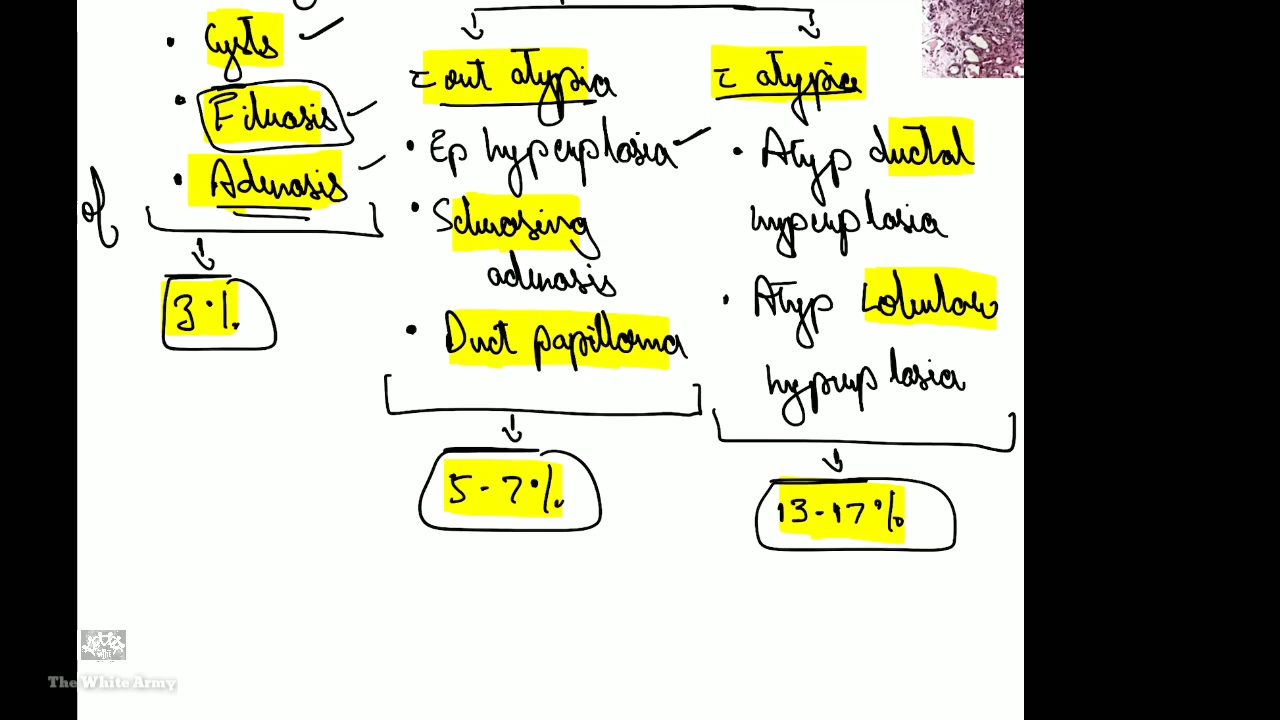 • Cysts
• Fibrosis
• Adenosis
of
3 %
c out atypia
• Ep hyperplasia
• Sclerosing
adenosis
• Duct papilloma
5 - 7 %
c atypia
• Atyp ductal
hyperplasia
• Atyp Lobular
hyperplasia
13 - 17 %
The White Army